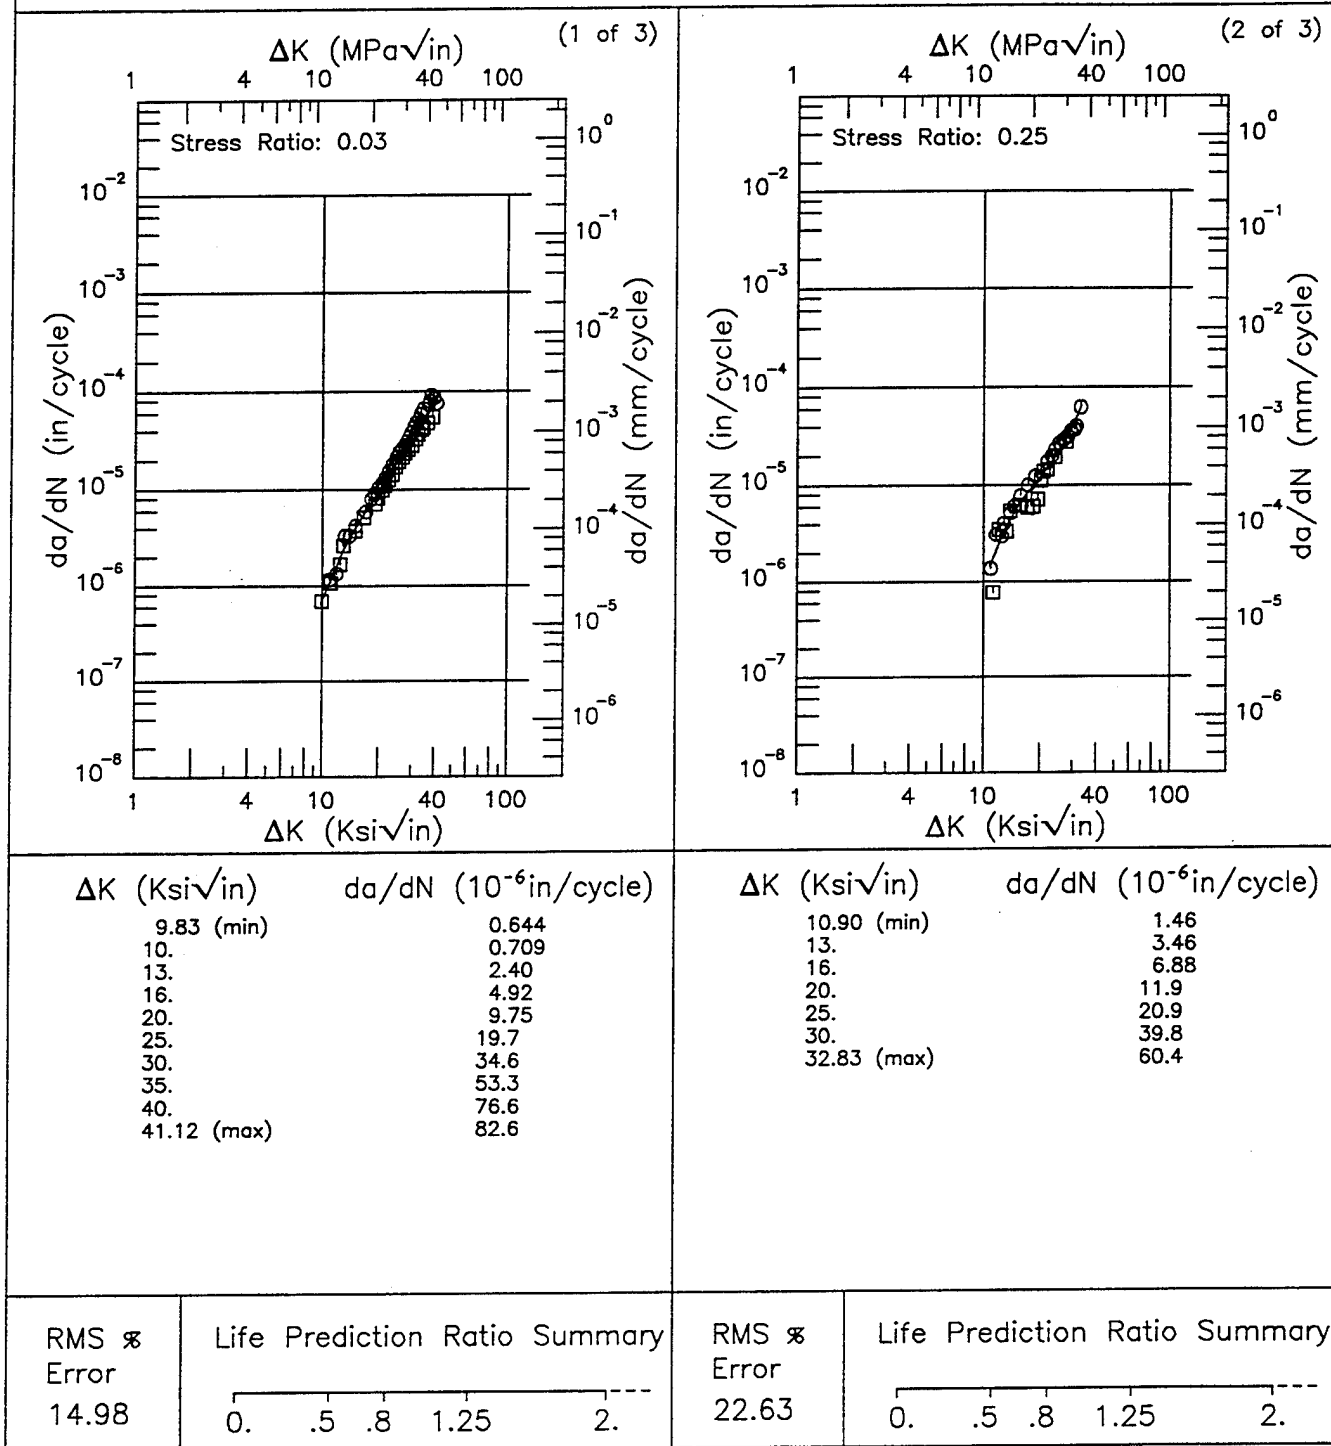 (1 of 3)
ΔK (MPa√in)
1 4 10 40 100
Stress Ratio: 0.03
10⁰
10⁻²
10⁻¹
10⁻³
10⁻²
10⁻⁴
10⁻³
10⁻⁵
10⁻⁴
10⁻⁶
10⁻⁵
10⁻⁷
10⁻⁶
10⁻⁸
da/dN (in/cycle)
da/dN (mm/cycle)
1 4 10 40 100
ΔK (Ksi√in)
ΔK (Ksi√in) da/dN (10⁻⁶in/cycle)
9.83 (min) 0.644
10. 0.709
13. 2.40
16. 4.92
20. 9.75
25. 19.7
30. 34.6
35. 53.3
40. 76.6
41.12 (max) 82.6
RMS %
Error
14.98
Life Prediction Ratio Summary
0. .5 .8 1.25 2.
(2 of 3)
ΔK (MPa√in)
1 4 10 40 100
Stress Ratio: 0.25
10⁰
10⁻²
10⁻¹
10⁻³
10⁻²
10⁻⁴
10⁻³
10⁻⁵
10⁻⁴
10⁻⁶
10⁻⁵
10⁻⁷
10⁻⁶
10⁻⁸
da/dN (in/cycle)
da/dN (mm/cycle)
1 4 10 40 100
ΔK (Ksi√in)
ΔK (Ksi√in) da/dN (10⁻⁶in/cycle)
10.90 (min) 1.46
13. 3.46
16. 6.88
20. 11.9
25. 20.9
30. 39.8
32.83 (max) 60.4
RMS %
Error
22.63
Life Prediction Ratio Summary
0. .5 .8 1.25 2.